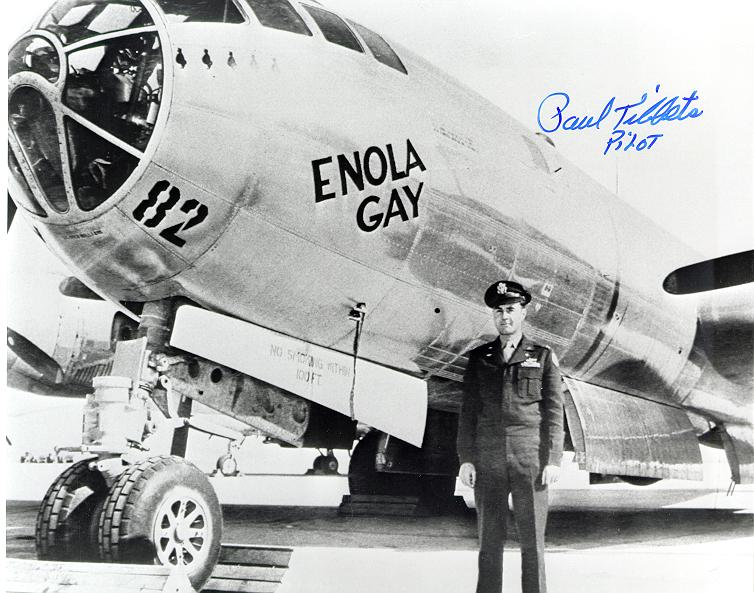 Paul Tibbets
Pilot
ENOLA
GAY
82
NO SMOKING WITHIN
100 FT.